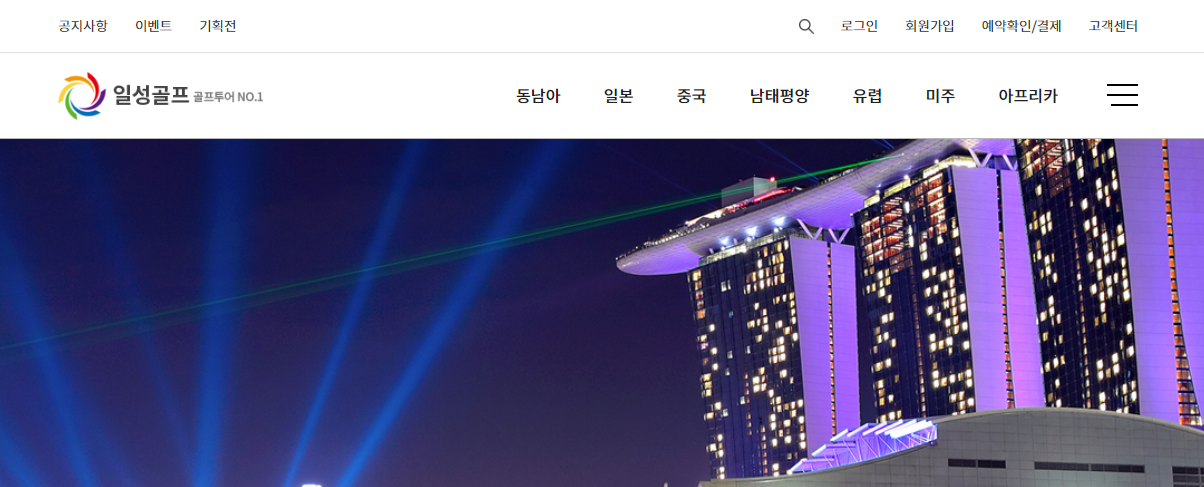 공지사항 이벤트 기획전 로그인 회원가입 예약확인/결제 고객센터
일성골프 골프투어 NO.1 동남아 일본 중국 남태평양 유럽 미주 아프리카